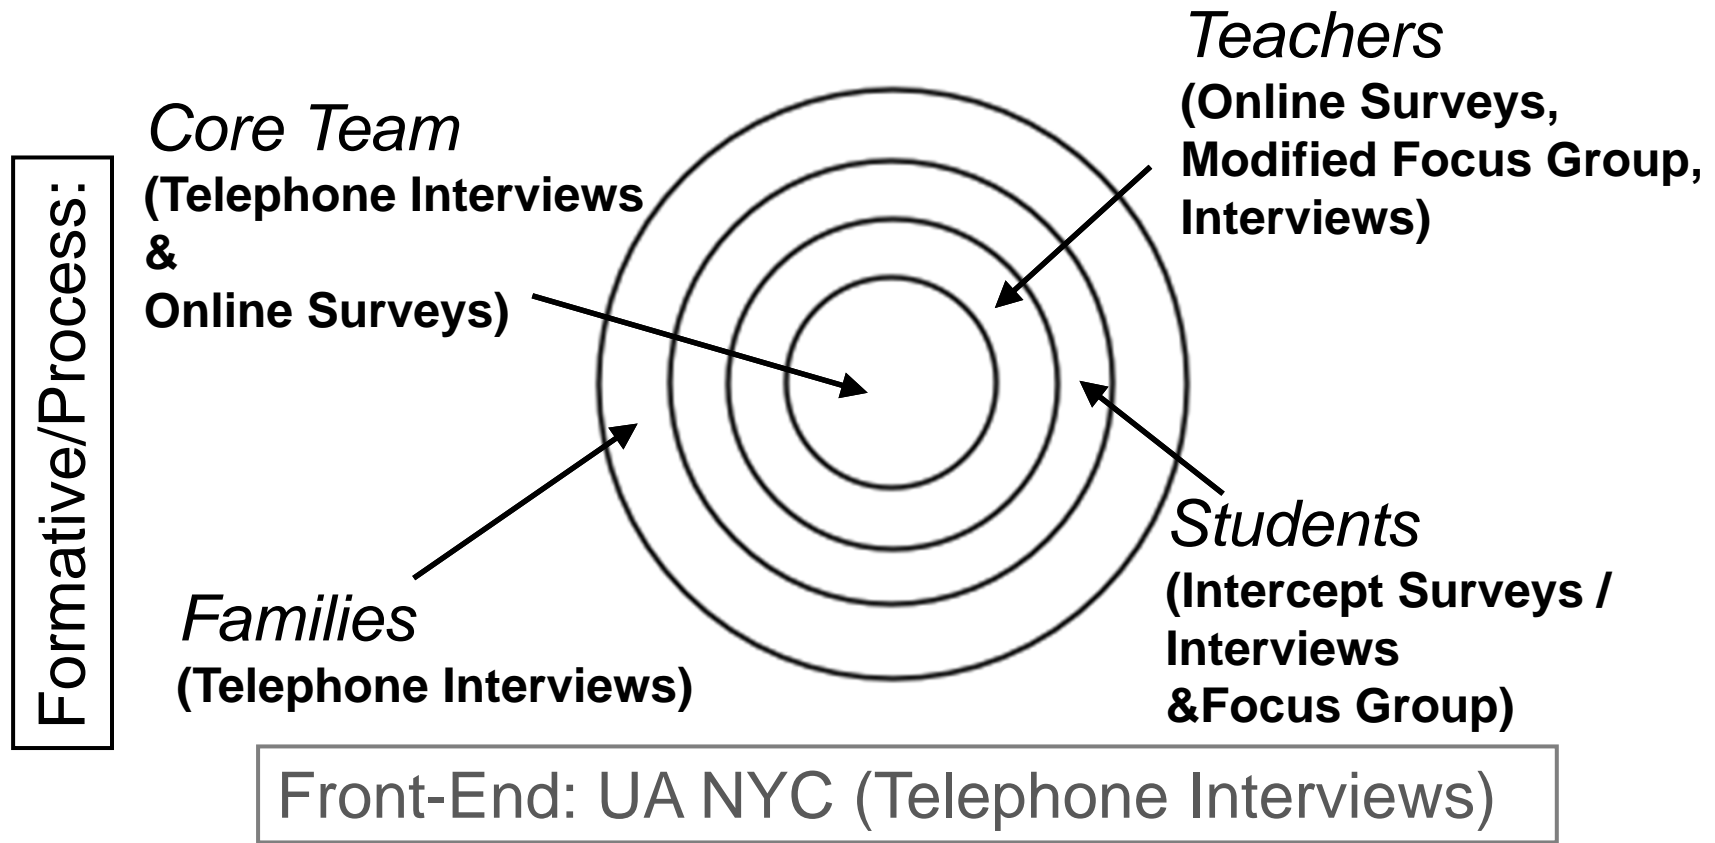 Formative/Process:
Core Team
(Telephone Interviews
&
Online Surveys)
Teachers
(Online Surveys,
Modified Focus Group,
Interviews)
Families
(Telephone Interviews)
Students
(Intercept Surveys /
Interviews
&Focus Group)
Front-End: UA NYC (Telephone Interviews)